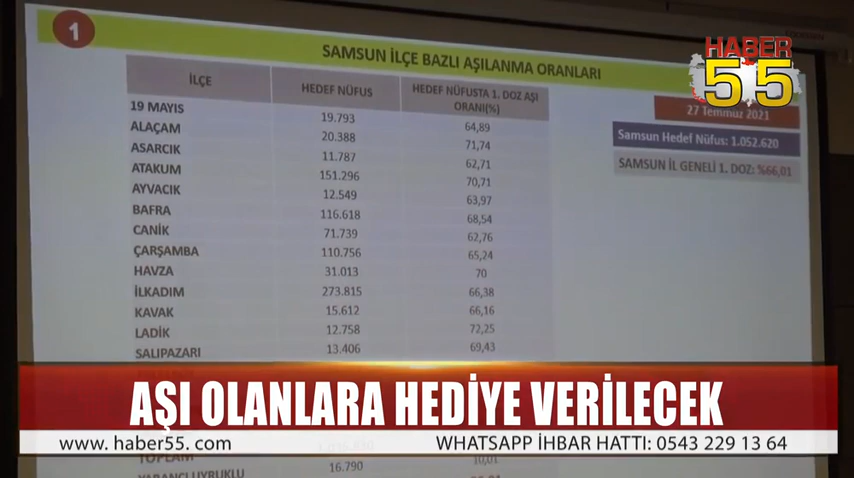 1
SAMSUN İLÇE BAZLI AŞILANMA ORANLARI
HABER
55
İLÇE HEDEF NÜFUS HEDEF NÜFUSTA 1. DOZ AŞI ORANI(%)
27 Temmuz 2021
Samsun Hedef Nüfus: 1.052.620
SAMSUN İL GENELİ 1. DOZ: %66,01
19 MAYIS 19.793 64,89
ALAÇAM 20.388 71,74
ASARCIK 11.787 62,71
ATAKUM 151.296 70,71
AYVACIK 12.549 63,97
BAFRA 116.618 68,54
CANİK 71.739 62,76
ÇARŞAMBA 110.756 65,24
HAVZA 31.013 70
İLKADIM 273.815 66,38
KAVAK 15.612 66,16
LADİK 12.758 72,25
SALIPAZARI 13.406 69,43
AŞI OLANLARA HEDİYE VERİLECEK
www. haber55. com WHATSAPP İHBAR HATTI: 0543 229 13 64
TOPLAM
YABANCI UYRUKLU 16.790